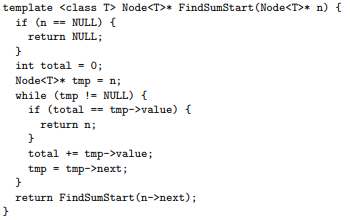 template <class T> Node<T>* FindSumStart(Node<T>* n) {
  if (n == NULL) {
    return NULL;
  }
  int total = 0;
  Node<T>* tmp = n;
  while (tmp != NULL) {
    if (total == tmp->value) {
      return n;
    }
    total += tmp->value;
    tmp = tmp->next;
  }
  return FindSumStart(n->next);
}